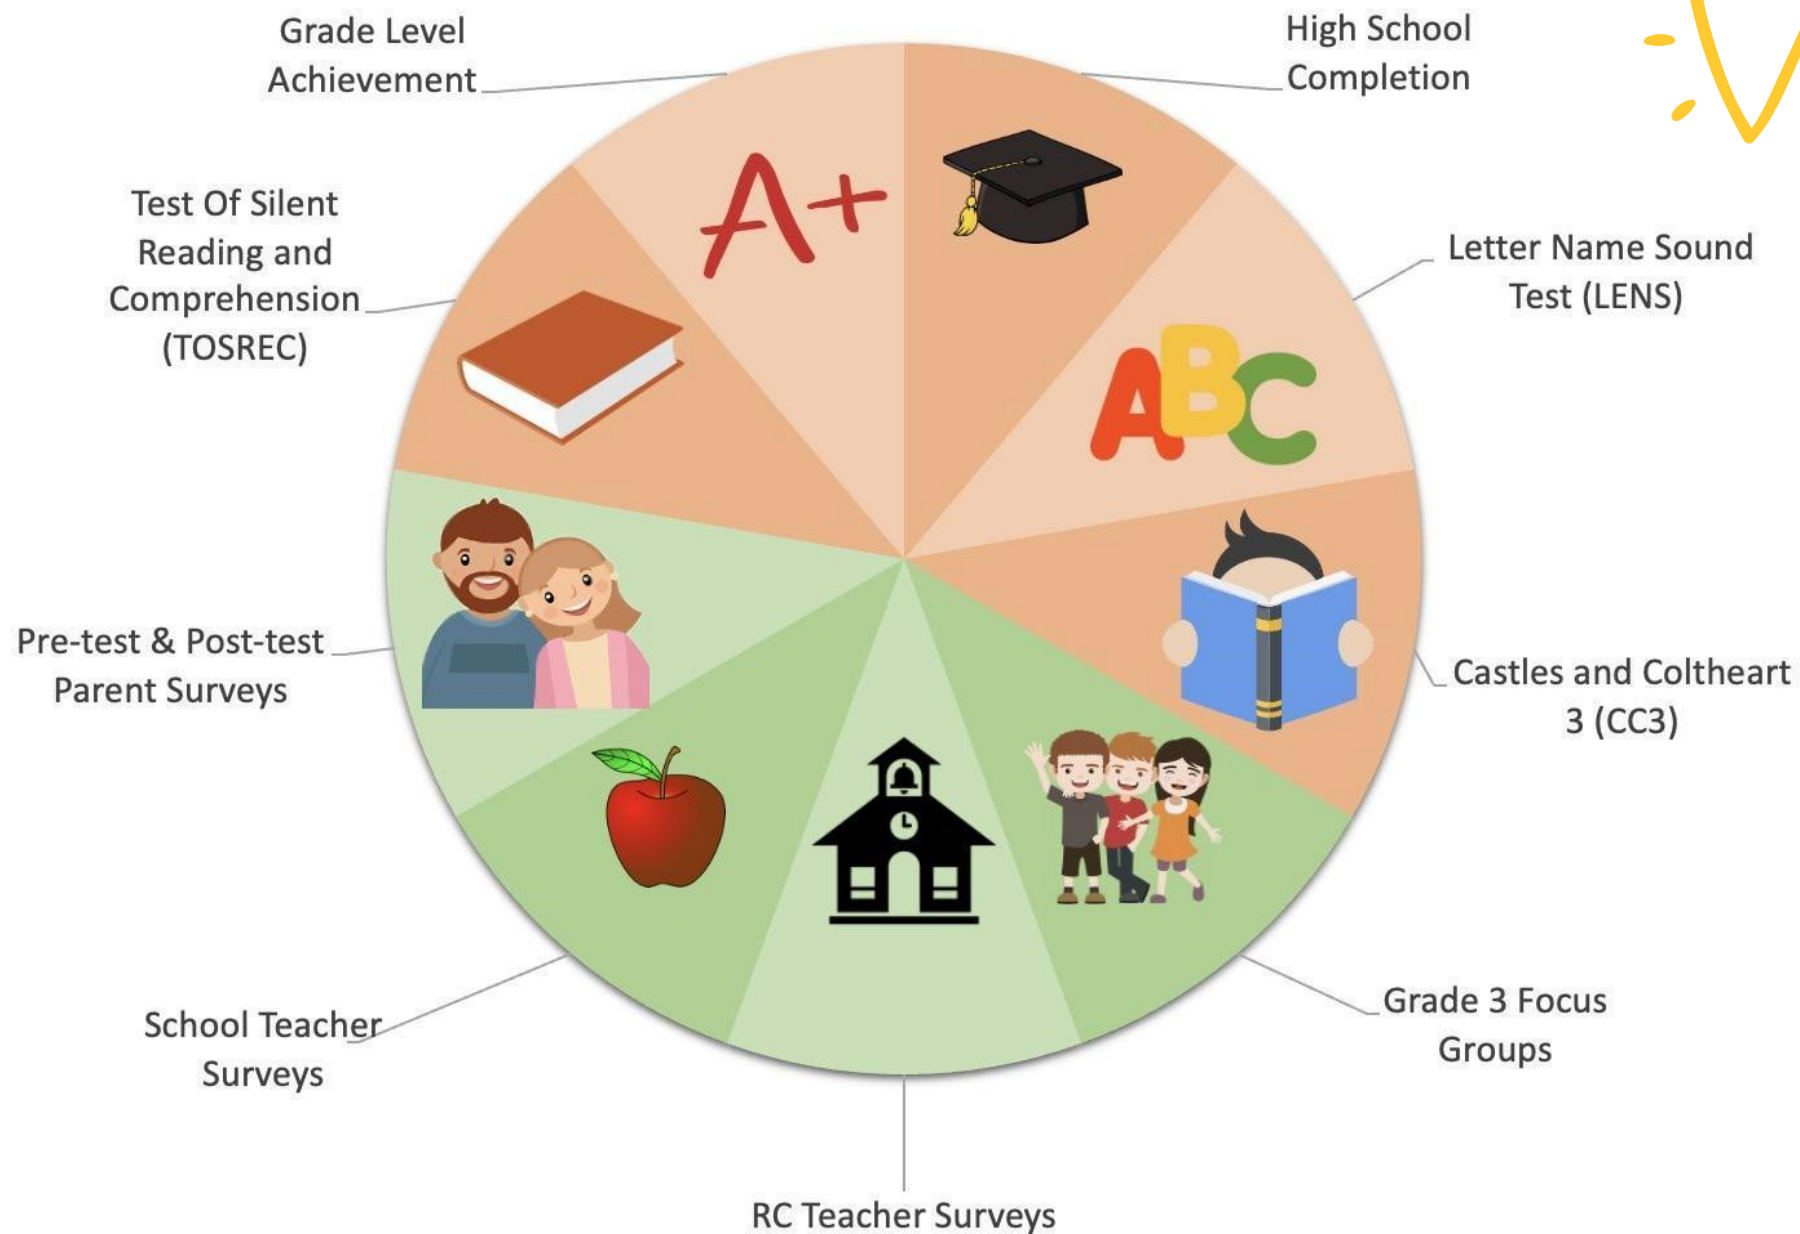 Grade Level
Achievement
High School
Completion
Test Of Silent
Reading and
Comprehension
(TOSREC)
A+
Letter Name Sound
Test (LENS)
ABC
Pre-test & Post-test
Parent Surveys
Castles and Coltheart
3 (CC3)
School Teacher
Surveys
Grade 3 Focus
Groups
RC Teacher Surveys